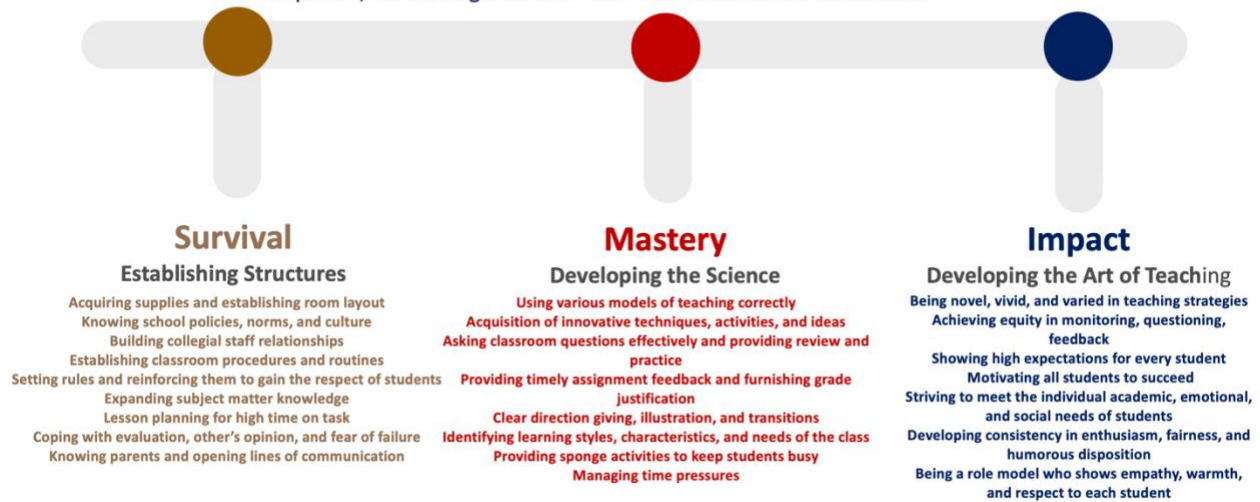 Survival
Establishing Structures
Acquiring supplies and establishing room layout
Knowing school policies, norms, and culture
Building collegial staff relationships
Establishing classroom procedures and routines
Setting rules and reinforcing them to gain the respect of students
Expanding subject matter knowledge
Lesson planning for high time on task
Coping with evaluation, other's opinion, and fear of failure
Knowing parents and opening lines of communication
Mastery
Developing the Science
Using various models of teaching correctly
Acquisition of innovative techniques, activities, and ideas
Asking classroom questions effectively and providing review and
practice
Providing timely assignment feedback and furnishing grade
justification
Clear direction giving, illustration, and transitions
Identifying learning styles, characteristics, and needs of the class
Providing sponge activities to keep students busy
Managing time pressures
Impact
Developing the Art of Teaching
Being novel, vivid, and varied in teaching strategies
Achieving equity in monitoring, questioning,
feedback
Showing high expectations for every student
Motivating all students to succeed
Striving to meet the individual academic, emotional,
and social needs of students
Developing consistency in enthusiasm, fairness, and
humorous disposition
Being a role model who shows empathy, warmth,
and respect to each student